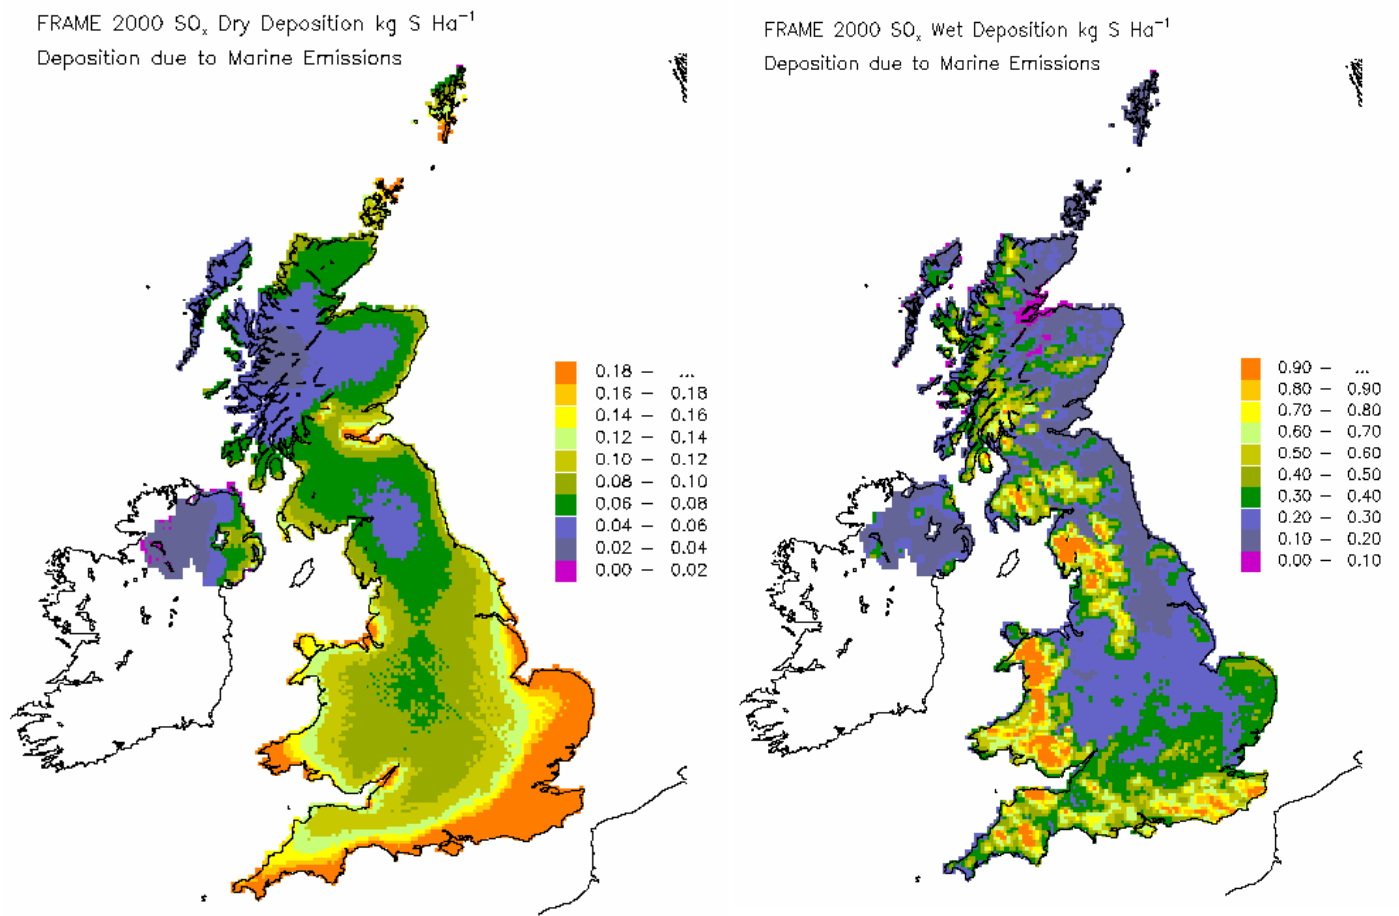 FRAME 2000 SOₓ Dry Deposition kg S Ha⁻¹
Deposition due to Marine Emissions
0.18 – ...
0.16 – 0.18
0.14 – 0.16
0.12 – 0.14
0.10 – 0.12
0.08 – 0.10
0.06 – 0.08
0.04 – 0.06
0.02 – 0.04
0.00 – 0.02
FRAME 2000 SOₓ Wet Deposition kg S Ha⁻¹
Deposition due to Marine Emissions
0.90 – ...
0.80 – 0.90
0.70 – 0.80
0.60 – 0.70
0.50 – 0.60
0.40 – 0.50
0.30 – 0.40
0.20 – 0.30
0.10 – 0.20
0.00 – 0.10